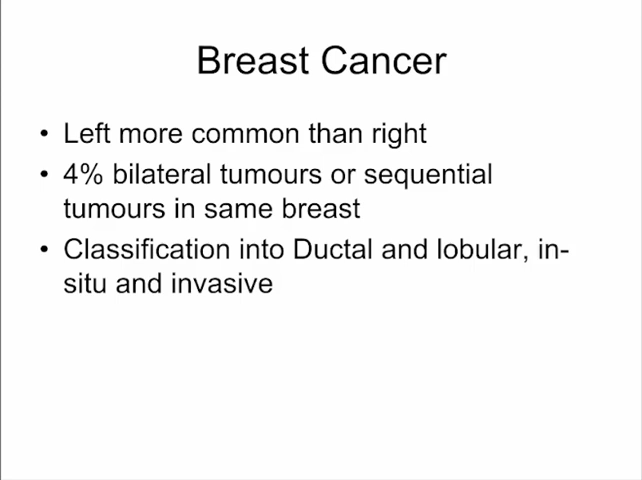 Breast Cancer
• Left more common than right
• 4% bilateral tumours or sequential
tumours in same breast
• Classification into Ductal and lobular, in-
situ and invasive